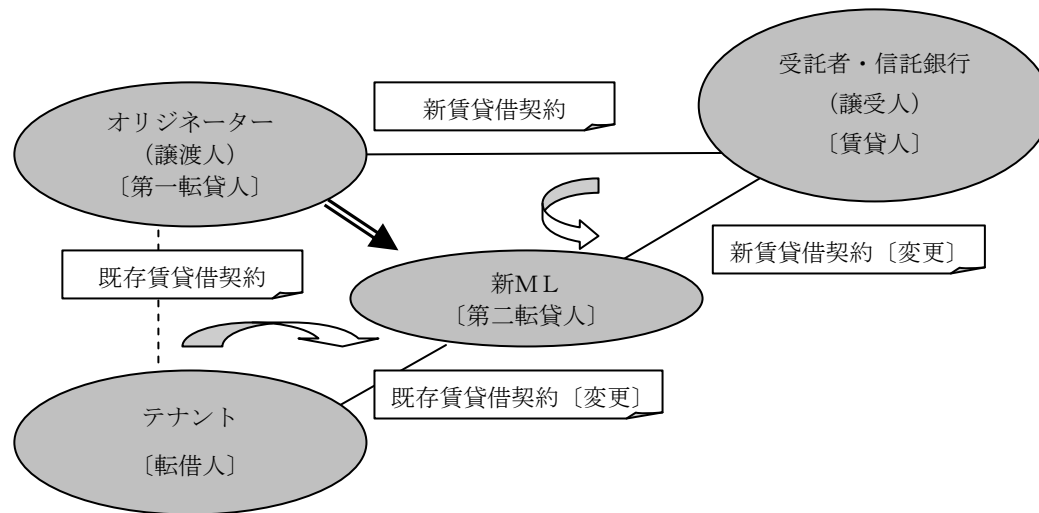 受託者・信託銀行
（譲受人）
〔賃貸人〕
オリジネーター
（譲渡人）
〔第一転貸人〕
新賃貸借契約
新賃貸借契約〔変更〕
既存賃貸借契約
新ＭＬ
〔第二転貸人〕
既存賃貸借契約〔変更〕
テナント
〔転借人〕